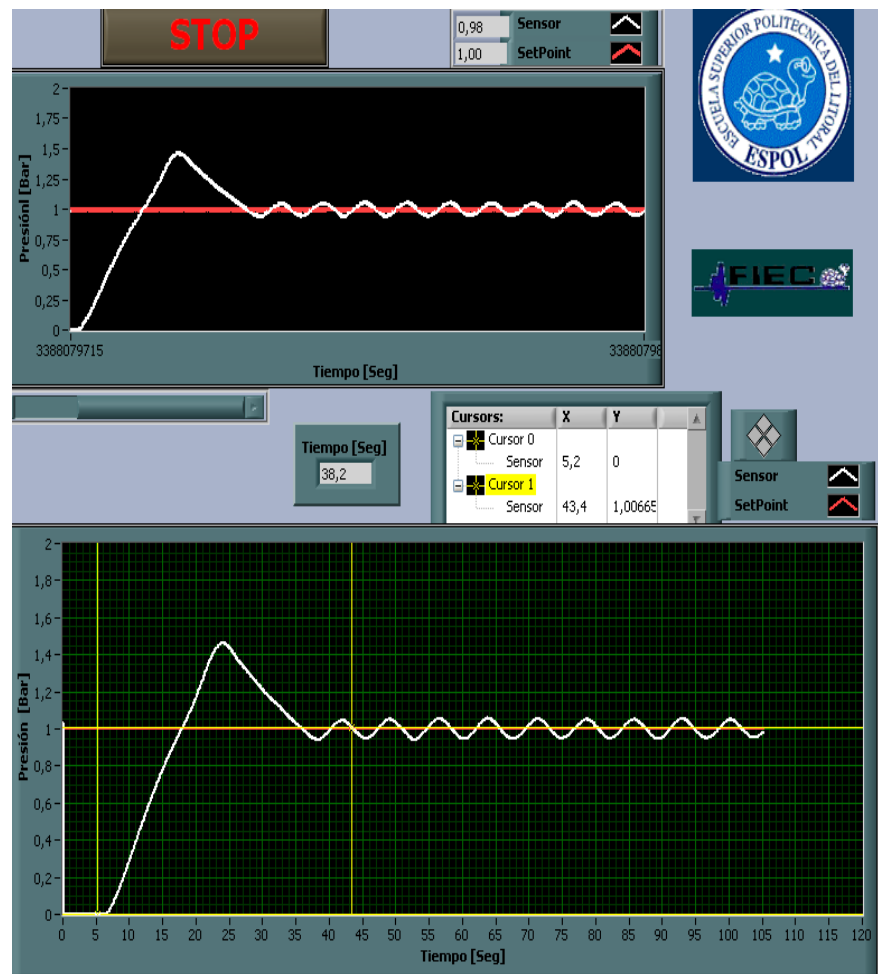 STOP
0,98 Sensor
1,00 SetPoint
ESCUELA SUPERIOR POLITECNICA DEL LITORAL
ESPOL
2
1,75
1,5
1,25
1
0,75
0,5
0,25
0
Presiónl [Bar]
3388079715 33880798
Tiempo [Seg]
FIEC
Tiempo [Seg]
38,2
Cursors: X Y
Cursor 0
Sensor 5,2 0
Cursor 1
Sensor 43,4 1,00665
Sensor
SetPoint
2
1,8
1,6
1,4
1,2
1
0,8
0,6
0,4
0,2
0
Presión [Bar]
0 5 10 15 20 25 30 35 40 45 50 55 60 65 70 75 80 85 90 95 100 105 110 115 120
Tiempo [Seg]